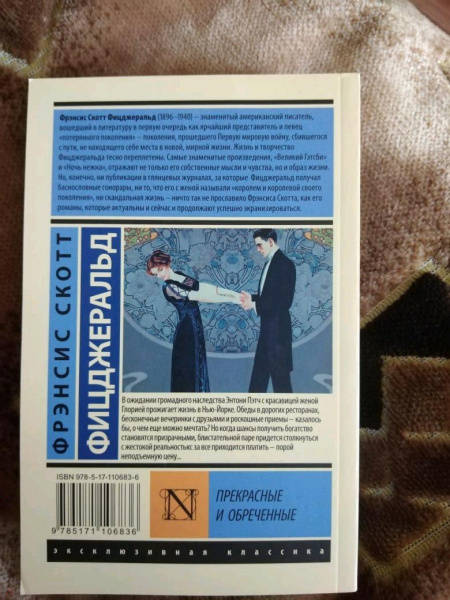 Фрэнсис Скотт Фицджеральд (1896 –1940) – знаменитый американский писатель,
вошедший в литературу в первую очередь как ярчайший представитель и певец
«потерянного поколения» – поколения, прошедшего Первую мировую войну, сбившегося
с пути, не находящего себе места в новой, мирной жизни. Жизнь и творчество
Фицджеральда тесно переплетены. Самые знаменитые произведения, «Великий Гэтсби»
и «Ночь нежна», отражают не только его собственные мысли и чувства, но и образ жизни.
Но, конечно, ни публикации в глянцевых журналах, за которые Фицджеральд получал
баснословные гонорары, ни то, что его с женой называли «королем и королевой своего
поколения», ни скандальная жизнь – ничто так не прославило Фрэнсиса Скотта, как его
романы, которые актуальны и сейчас и продолжают успешно экранизироваться.
ФРЭНСИС СКОТТ
ФИЦДЖЕРАЛЬД
В ожидании громадного наследства Энтони Пэтч с красавицей женой
Глорией прожигает жизнь в Нью-Йорке. Обеды в дорогих ресторанах,
бесконечные вечеринки с друзьями и роскошные приемы – казалось
бы, о чем еще можно мечтать? Но когда шансы получить богатство
становятся призрачными, блистательной паре придется столкнуться
с жестокой реальностью: за все приходится платить – порой
неподъемную цену...
ISBN 978-5-17-110683-6
9 785171 106836
N
ПРЕКРАСНЫЕ
И ОБРЕЧЕННЫЕ
эксклюзивная классика